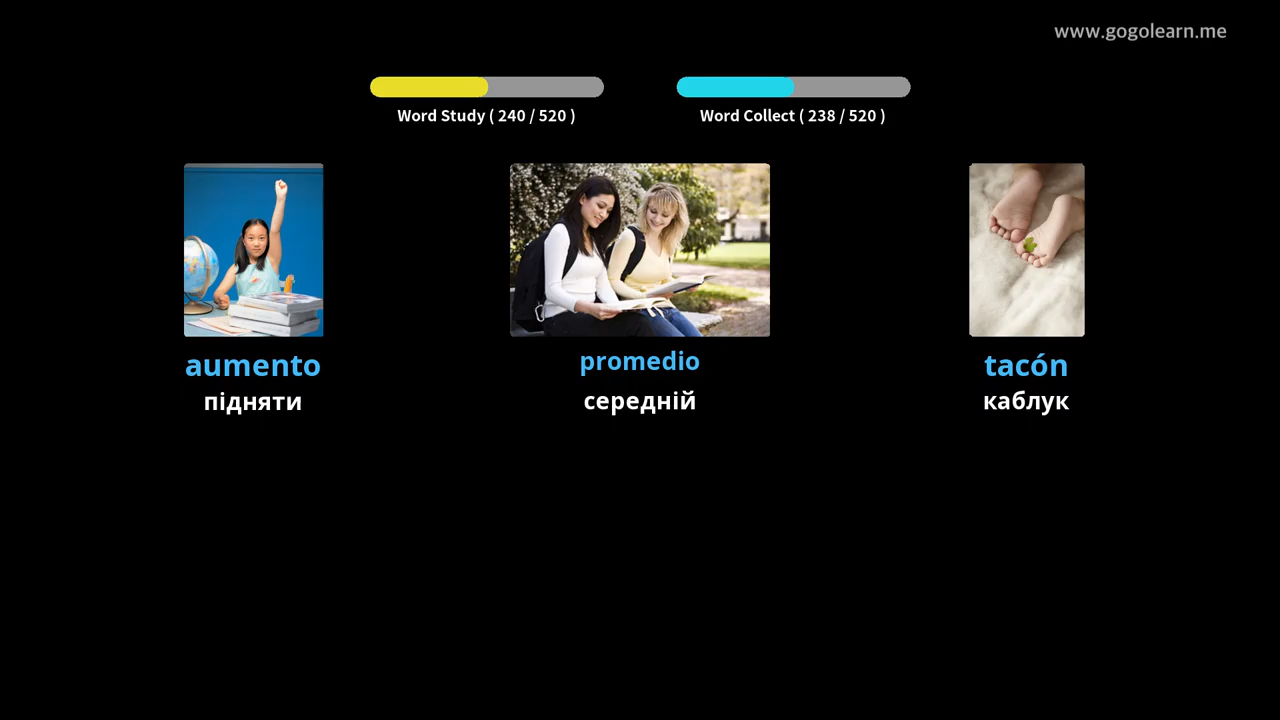 www.gogolearn.me
Word Study ( 240 / 520 )
Word Collect ( 238 / 520 )
aumento
promedio
tacón
підняти
середній
каблук